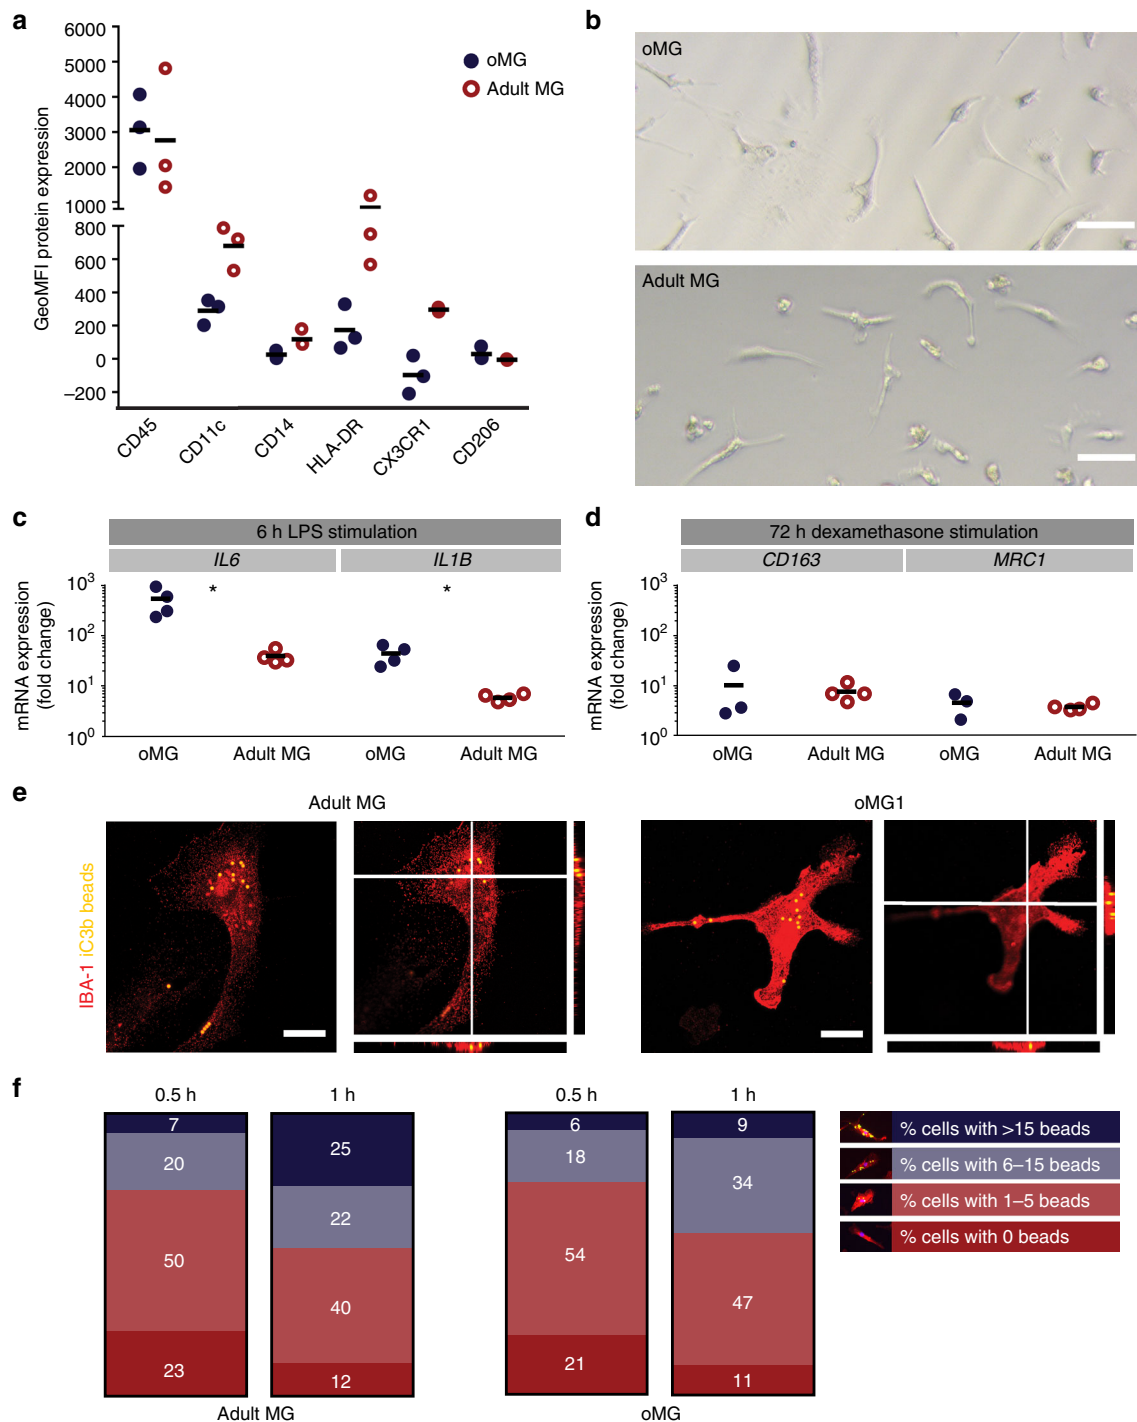 a
6000
5000
4000
3000
2000
1000
800
600
400
200
0
–200
GeoMFI protein expression
oMG
Adult MG
CD45
CD11c
CD14
HLA-DR
CX3CR1
CD206
b
oMG
Adult MG
c
6 h LPS stimulation
IL6
IL1B
mRNA expression
(fold change)
10³
10²
10¹
10⁰
*
*
oMG
Adult MG
oMG
Adult MG
d
72 h dexamethasone stimulation
CD163
MRC1
mRNA expression
(fold change)
10³
10²
10¹
10⁰
oMG
Adult MG
oMG
Adult MG
e
Adult MG
oMG1
IBA-1 iC3b beads
f
0.5 h
1 h
0.5 h
1 h
7
20
50
23
25
22
40
12
6
18
54
21
9
34
47
11
Adult MG
oMG
% cells with >15 beads
% cells with 6–15 beads
% cells with 1–5 beads
% cells with 0 beads